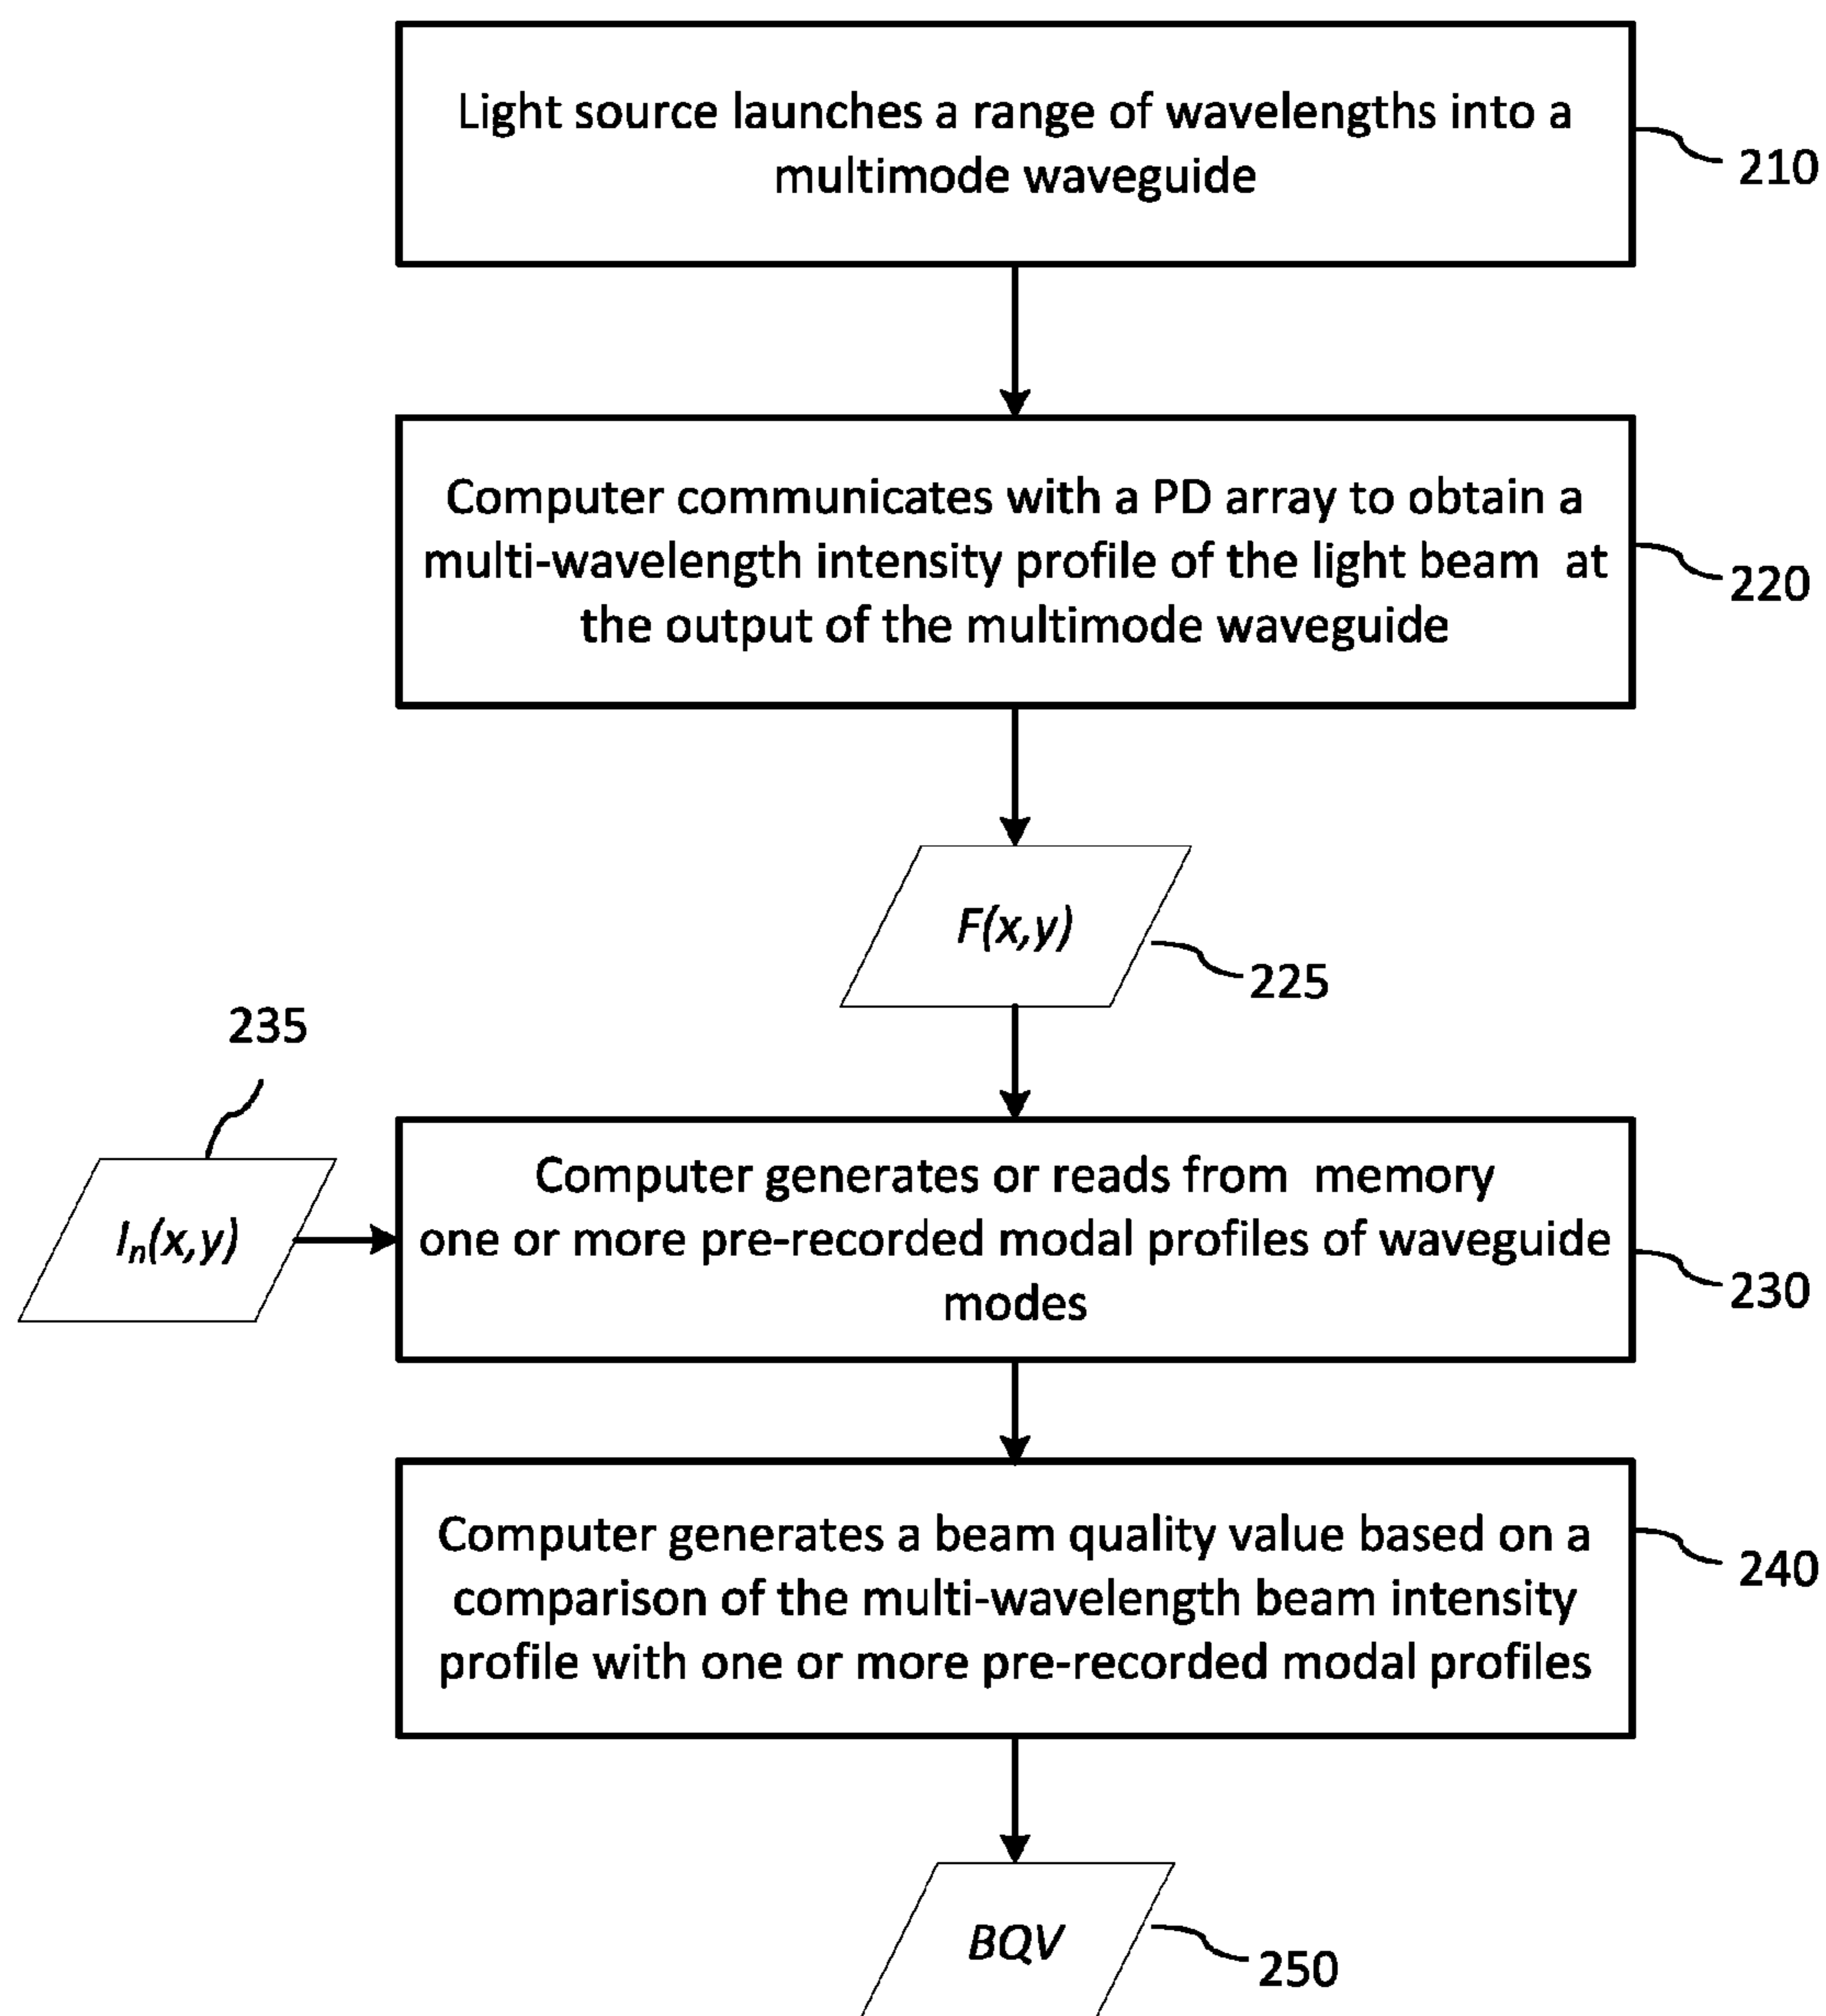 Light source launches a range of wavelengths into a
multimode waveguide
210
Computer communicates with a PD array to obtain a
multi-wavelength intensity profile of the light beam at
the output of the multimode waveguide
220
F(x,y)
225
235
Iₙ(x,y)
Computer generates or reads from memory
one or more pre-recorded modal profiles of waveguide
modes
230
Computer generates a beam quality value based on a
comparison of the multi-wavelength beam intensity
profile with one or more pre-recorded modal profiles
240
BQV
250